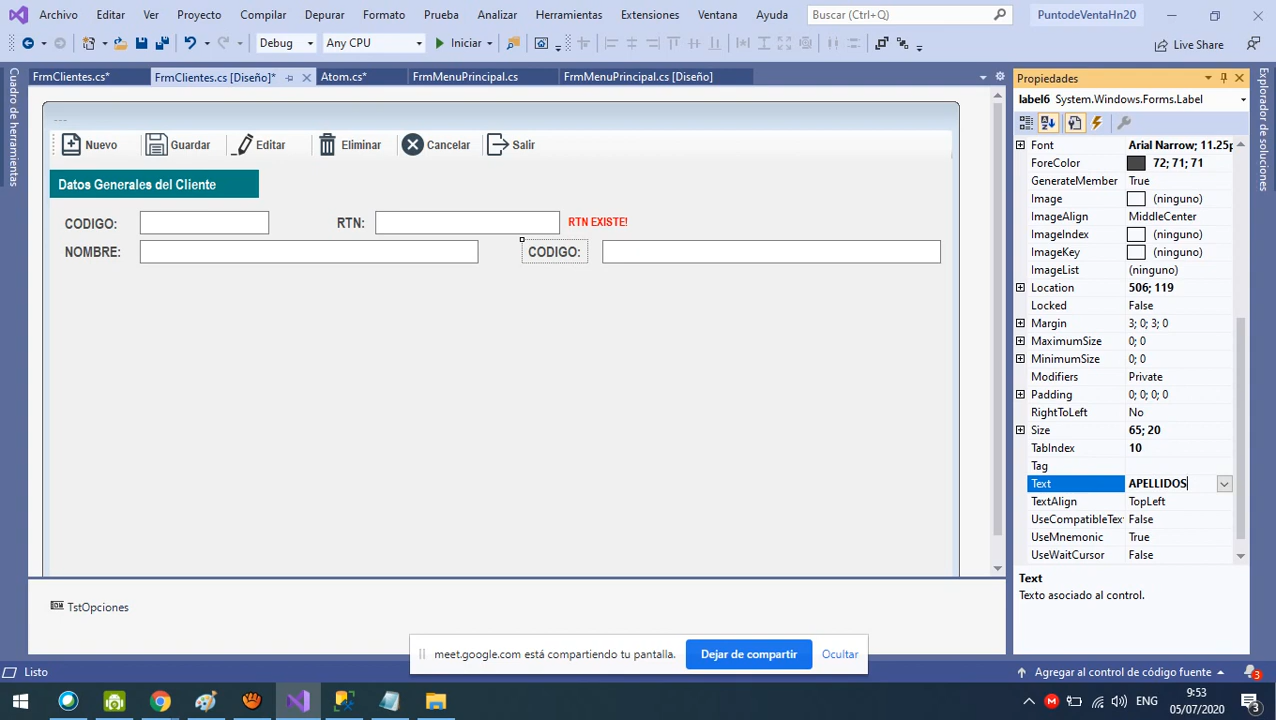 Archivo Editar Ver Proyecto Compilar Depurar Formato Prueba Analizar Herramientas Extensiones Ventana Ayuda Buscar (Ctrl+Q) PuntodeVentaHn20
Debug Any CPU Iniciar Live Share
FrmClientes.cs* FrmClientes.cs [Diseño]* Atom.cs* FrmMenuPrincipal.cs FrmMenuPrincipal.cs [Diseño]
Cuadro de herramientas
---
Nuevo Guardar Editar Eliminar Cancelar Salir
Datos Generales del Cliente
CODIGO: RTN: RTN EXISTE!
NOMBRE: CODIGO:
TstOpciones
Propiedades
label6 System.Windows.Forms.Label
Font Arial Narrow; 11.25p
ForeColor 72; 71; 71
GenerateMember True
Image (ninguno)
ImageAlign MiddleCenter
ImageIndex (ninguno)
ImageKey (ninguno)
ImageList (ninguno)
Location 506; 119
Locked False
Margin 3; 0; 3; 0
MaximumSize 0; 0
MinimumSize 0; 0
Modifiers Private
Padding 0; 0; 0; 0
RightToLeft No
Size 65; 20
TabIndex 10
Tag
Text APELLIDOS
TextAlign TopLeft
UseCompatibleText False
UseMnemonic True
UseWaitCursor False
Text
Texto asociado al control.
Explorador de soluciones
meet.google.com está compartiendo tu pantalla. Dejar de compartir Ocultar
Listo Agregar al control de código fuente 3
ENG 9:53
05/07/2020 3